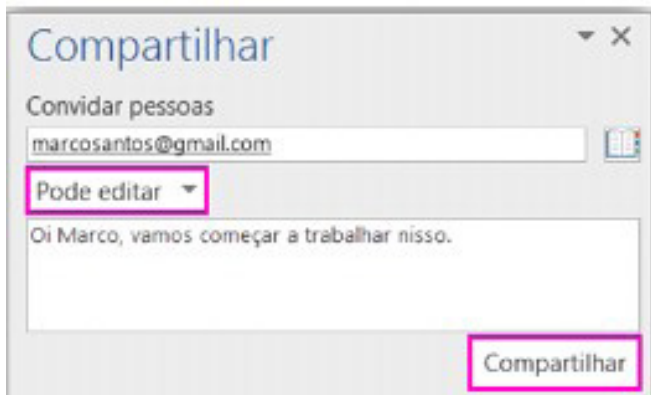 Compartilhar
Convidar pessoas
marcosantos@gmail.com
Pode editar
Oi Marco, vamos começar a trabalhar nisso.
Compartilhar